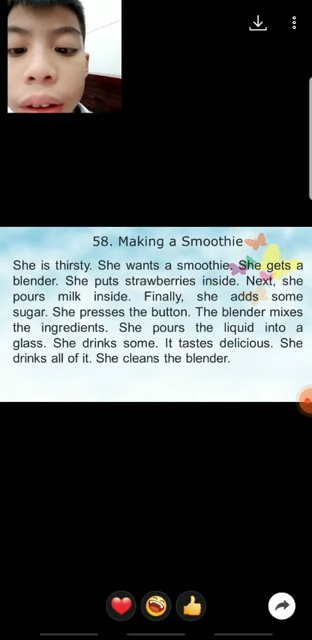 58. Making a Smoothie
She is thirsty. She wants a smoothie. She gets a
blender. She puts strawberries inside. Next, she
pours milk inside. Finally, she adds some
sugar. She presses the button. The blender mixes
the ingredients. She pours the liquid into a
glass. She drinks some. It tastes delicious. She
drinks all of it. She cleans the blender.